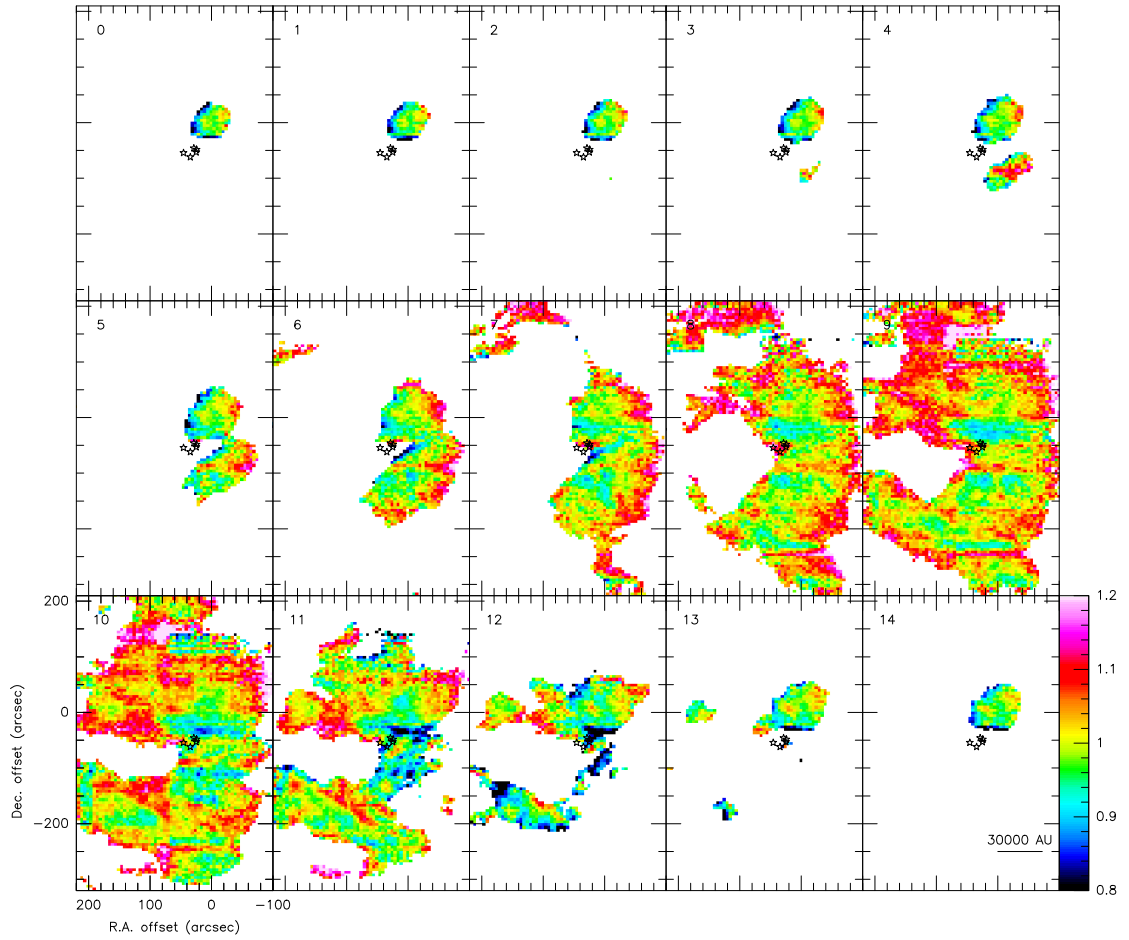 0 1 2 3 4
5 6 7 8 9
200 10 11 12 13 14 1.2
1.1
0 1
Dec. offset (arcsec)
-200 0.9
30000 AU
0.8
200 100 0 -100
R.A. offset (arcsec)